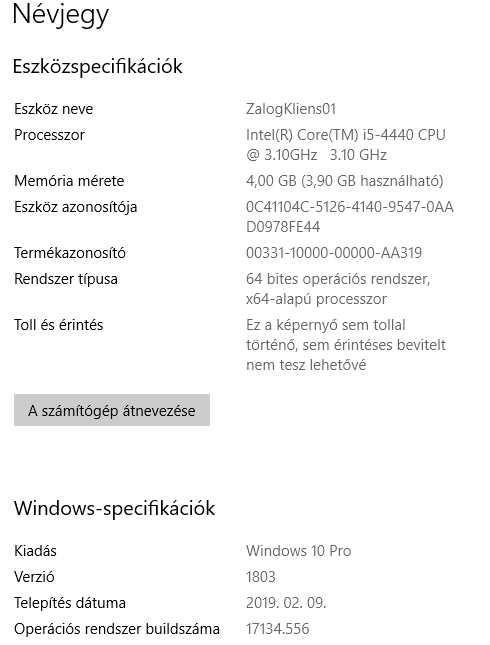 Névjegy
Eszközspecifikációk
Eszköz neve ZalogKliens01
Processzor Intel(R) Core(TM) i5-4440 CPU
@ 3.10GHz 3.10 GHz
Memória mérete 4,00 GB (3,90 GB használható)
Eszköz azonosítója 0C41104C-5126-4140-9547-0AA
D0978FE44
Termékazonosító 00331-10000-00000-AA319
Rendszer típusa 64 bites operációs rendszer,
x64-alapú processzor
Toll és érintés Ez a képernyő sem tollal
történő, sem érintéses bevitelt
nem tesz lehetővé
A számítógép átnevezése
Windows-specifikációk
Kiadás Windows 10 Pro
Verzió 1803
Telepítés dátuma 2019. 02. 09.
Operációs rendszer buildszáma 17134.556